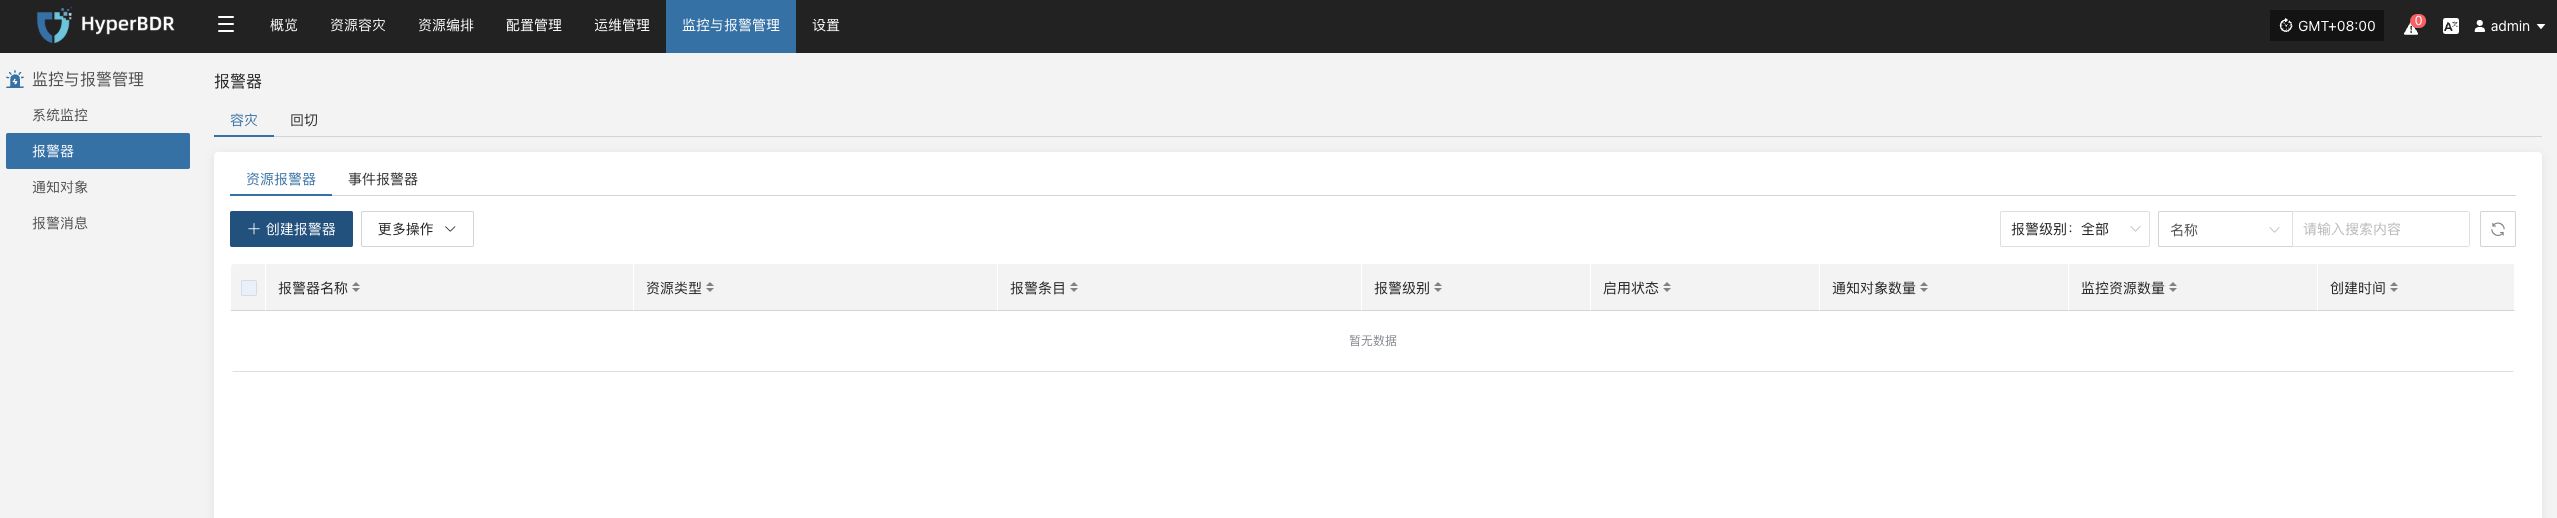 HyperBDR 概览 资源容灾 资源编排 配置管理 运维管理 监控与报警管理 设置 GMT+08:00 0 admin
监控与报警管理
系统监控
报警器
通知对象
报警消息
报警器
容灾 回切
资源报警器 事件报警器
创建报警器 更多操作 报警级别：全部 名称 请输入搜索内容
报警器名称 资源类型 报警条目 报警级别 启用状态 通知对象数量 监控资源数量 创建时间
暂无数据